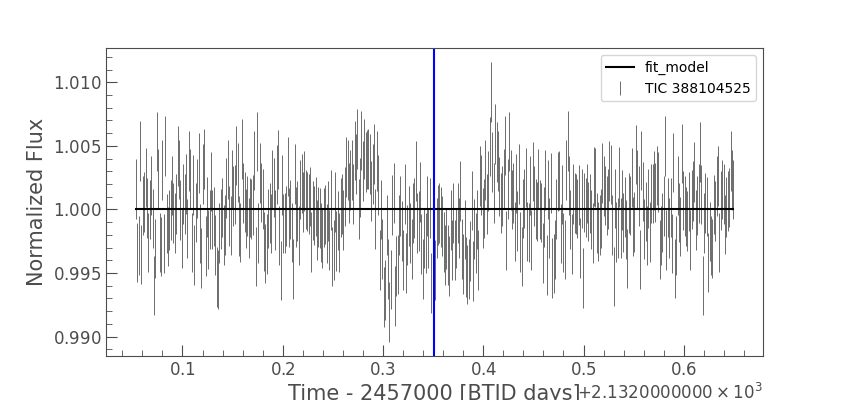 fit_model
TIC 388104525
Normalized Flux
1.010
1.005
1.000
0.995
0.990
0.1 0.2 0.3 0.4 0.5 0.6
Time - 2457000 [BTJD days]
+2.1320000000 × 10³